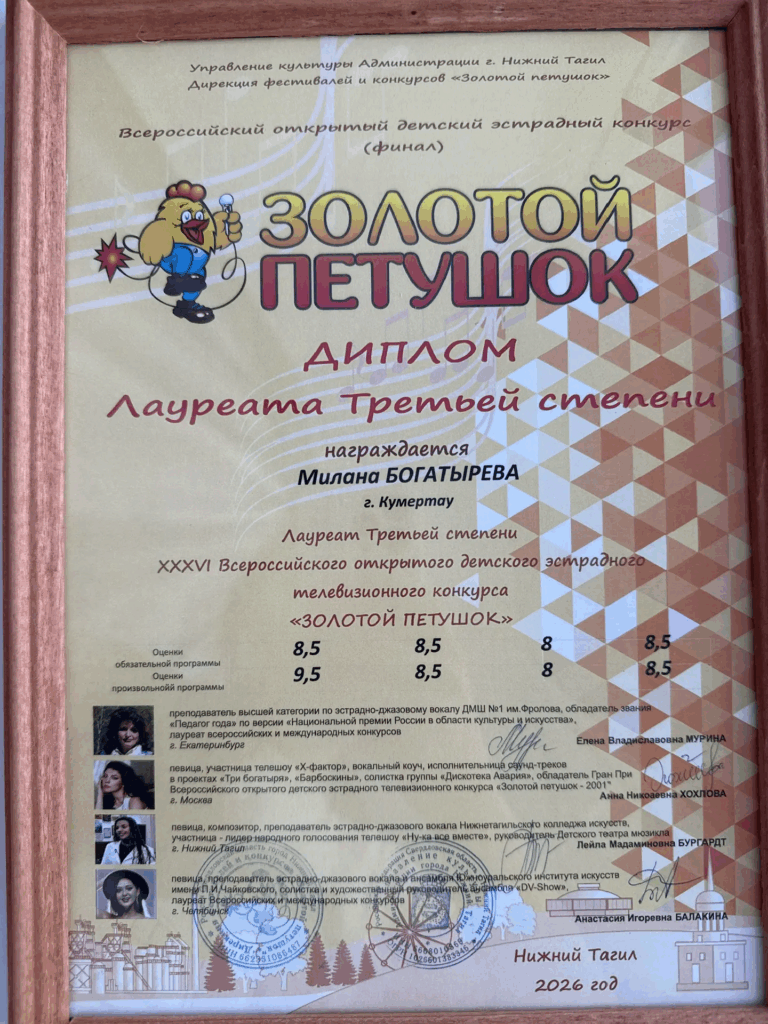 Управление культуры Администрации г. Нижний Тагил
Дирекция фестивалей и конкурсов «Золотой петушок»
Всероссийский открытый детский эстрадный конкурс
(финал)
ЗОЛОТОЙ
ПЕТУШОК
ДИПЛОМ
Лауреата Третьей степени
награждается
Милана БОГАТЫРЕВА
г. Кумертау
Лауреат Третьей степени
XXXVI Всероссийского открытого детского эстрадного
телевизионного конкурса
«ЗОЛОТОЙ ПЕТУШОК»
Оценки
обязательной программы
8,5 8,5 8 8,5
Оценки
произвольнойй программы
9,5 8,5 8 8,5
преподаватель высшей категории по эстрадно-джазовому вокалу ДМШ №1 им.Фролова, обладатель звания
«Педагог года» по версии «Национальной премии России в области культуры и искусства»,
лауреат всероссийских и международных конкурсов
г. Екатеринбург
Елена Владиславовна МУРИНА
певица, участница телешоу «Х-фактор», вокальный коуч, исполнительница саунд-треков
в проектах «Три богатыря», «Барбоскины», солистка группы «Дискотека Авария», обладатель Гран При
Всероссийского открытого детского эстрадного телевизионного конкурса «Золотой петушок - 2001"
г. Москва
Анна Никоаевна ХОХЛОВА
певица, композитор, преподаватель эстрадно-джазового вокала Нижнетагильского колледжа искусств,
участница - лидер народного голосования телешоу «Ну-ка все вместе», руководитель Детского театра мюзикла
г. Нижний Тагил
Лейла Мадаминовна БУРГАРДТ
певица, преподаватель эстрадно-джазового вокала и ансамбля Южноуральского института искусств
имени П.И.Чайковского, солистка и художественный руководитель ансамбля «DV-Show»,
лауреат Всероссийских и международных конкурсов
г. Челябинск
Анастасия Игоревна БАЛАКИНА
Нижний Тагил
2026 год